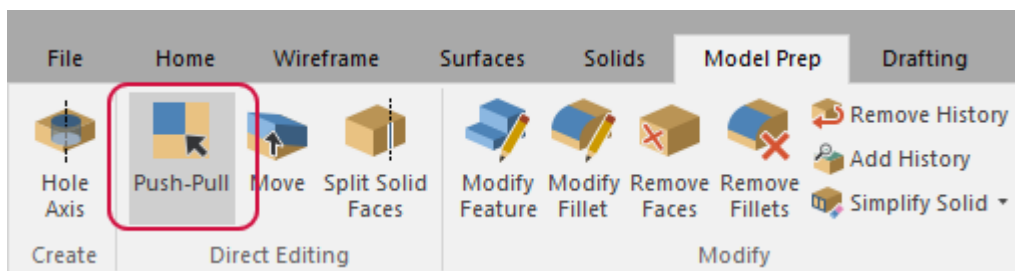 File Home Wireframe Surfaces Solids Model Prep Drafting
Hole Axis
Push-Pull
Move
Split Solid Faces
Modify Feature
Modify Fillet
Remove Faces
Remove Fillets
Remove History
Add History
Simplify Solid
Create
Direct Editing
Modify